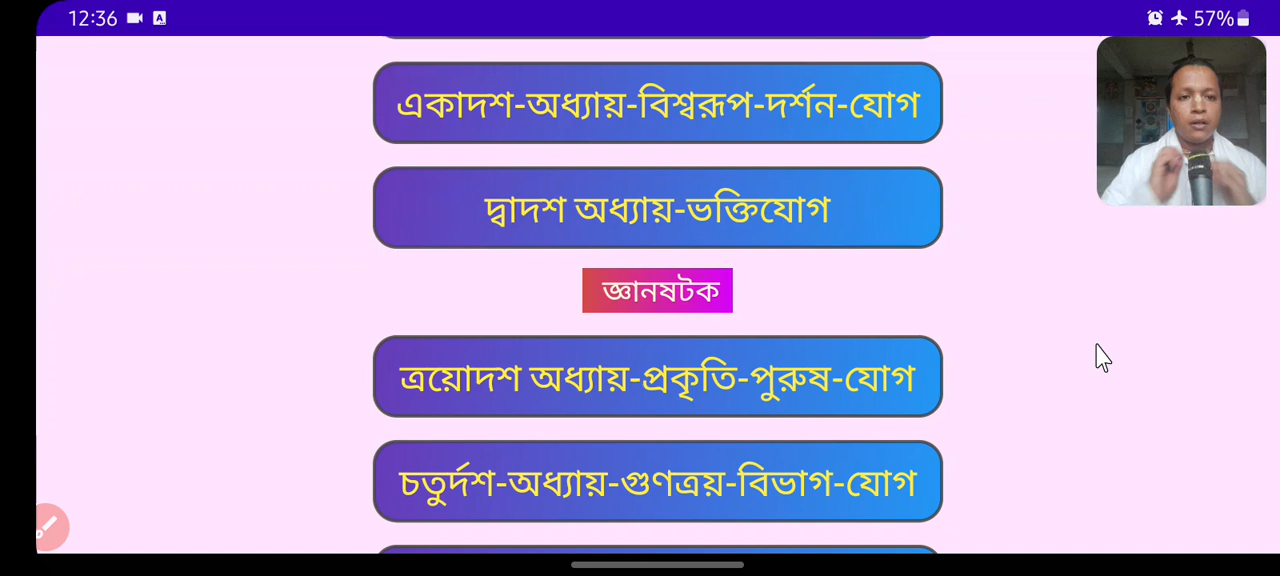 12:36
57%
একাদশ-অধ্যায়-বিশ্বরূপ-দর্শন-যোগ
দ্বাদশ অধ্যায়-ভক্তিযোগ
জ্ঞানষটক
ত্রয়োদশ অধ্যায়-প্রকৃতি-পুরুষ-যোগ
চতুর্দশ-অধ্যায়-গুণত্রয়-বিভাগ-যোগ